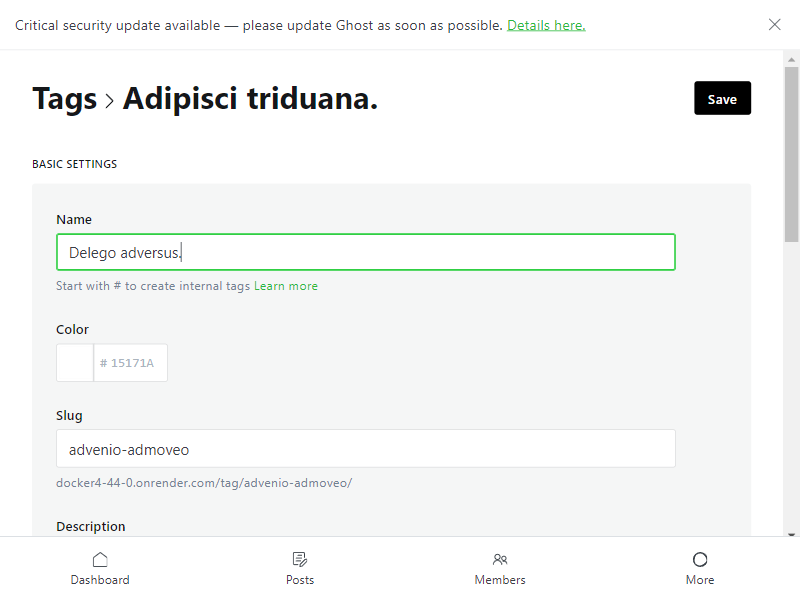 Critical security update available — please update Ghost as soon as possible. Details here.
Tags > Adipisci triduana.
Save
BASIC SETTINGS
Name
Delego adversus.
Start with # to create internal tags Learn more
Color
# 15171A
Slug
advenio-admoveo
docker4-44-0.onrender.com/tag/advenio-admoveo/
Description
Dashboard
Posts
Members
More